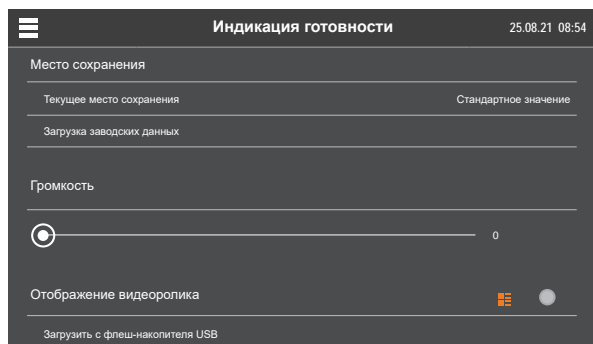 Индикация готовности 25.08.21 08:54
Место сохранения
Текущее место сохранения Стандартное значение
Загрузка заводских данных
Громкость
0
Отображение видеоролика
Загрузить с флеш-накопителя USB